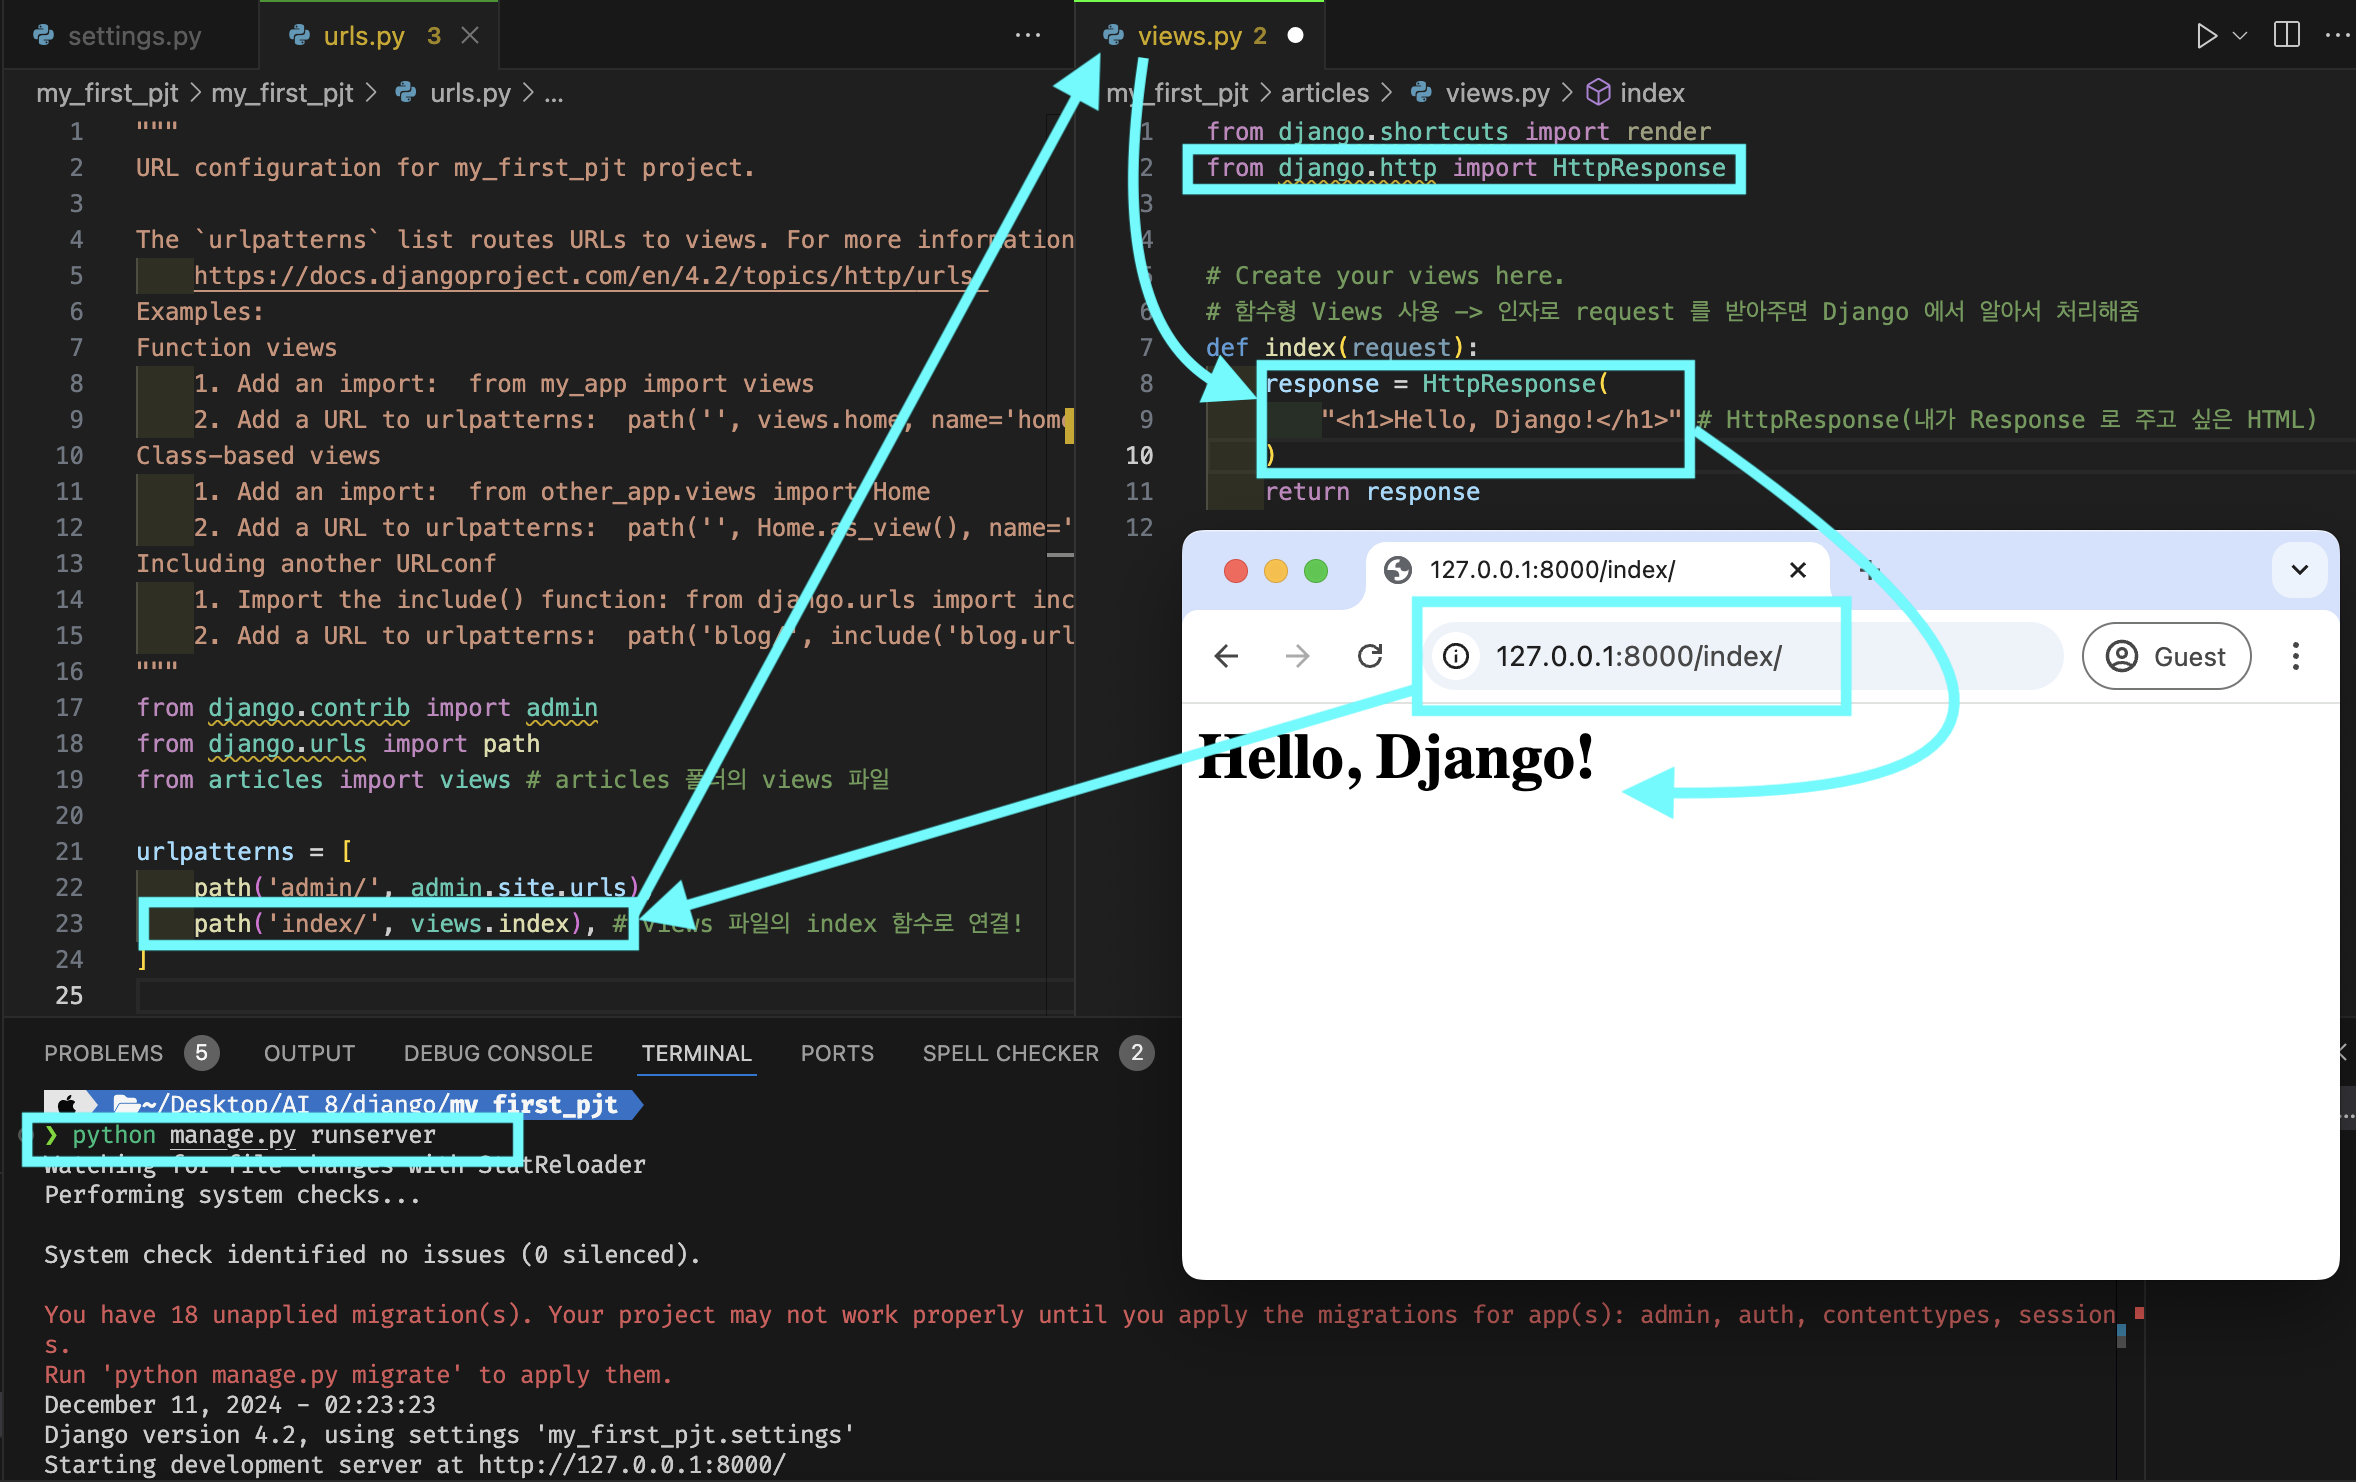 settings.py
urls.py 3
my_first_pjt > my_first_pjt > urls.py > ...
1 """
2 URL configuration for my_first_pjt project.
3
4 The `urlpatterns` list routes URLs to views. For more information
5 https://docs.djangoproject.com/en/4.2/topics/http/urls
6 Examples:
7 Function views
8 1. Add an import:  from my_app import views
9 2. Add a URL to urlpatterns:  path('', views.home, name='home
10 Class-based views
11 1. Add an import:  from other_app.views import Home
12 2. Add a URL to urlpatterns:  path('', Home.as_view(), name='
13 Including another URLconf
14 1. Import the include() function: from django.urls import inc
15 2. Add a URL to urlpatterns:  path('blog/', include('blog.url
16 """
17 from django.contrib import admin
18 from django.urls import path
19 from articles import views # articles 폴더의 views 파일
20
21 urlpatterns = [
22 path('admin/', admin.site.urls)
23 path('index/', views.index), # views 파일의 index 함수로 연결!
24 ]
25
views.py 2
my_first_pjt > articles > views.py > index
1 from django.shortcuts import render
2 from django.http import HttpResponse
3
4
5 # Create your views here.
6 # 함수형 Views 사용 -> 인자로 request 를 받아주면 Django 에서 알아서 처리해줌
7 def index(request):
8 response = HttpResponse(
9 "<h1>Hello, Django!</h1>" # HttpResponse(내가 Response 로 주고 싶은 HTML)
10 )
11 return response
12
127.0.0.1:8000/index/
127.0.0.1:8000/index/
Guest
Hello, Django!
PROBLEMS 5 OUTPUT DEBUG CONSOLE TERMINAL PORTS SPELL CHECKER 2
~/Desktop/AI_8/django/my_first_pjt
❯ python manage.py runserver
Watching for file changes with StatReloader
Performing system checks...
System check identified no issues (0 silenced).
You have 18 unapplied migration(s). Your project may not work properly until you apply the migrations for app(s): admin, auth, contenttypes, session
s.
Run 'python manage.py migrate' to apply them.
December 11, 2024 - 02:23:23
Django version 4.2, using settings 'my_first_pjt.settings'
Starting development server at http://127.0.0.1:8000/